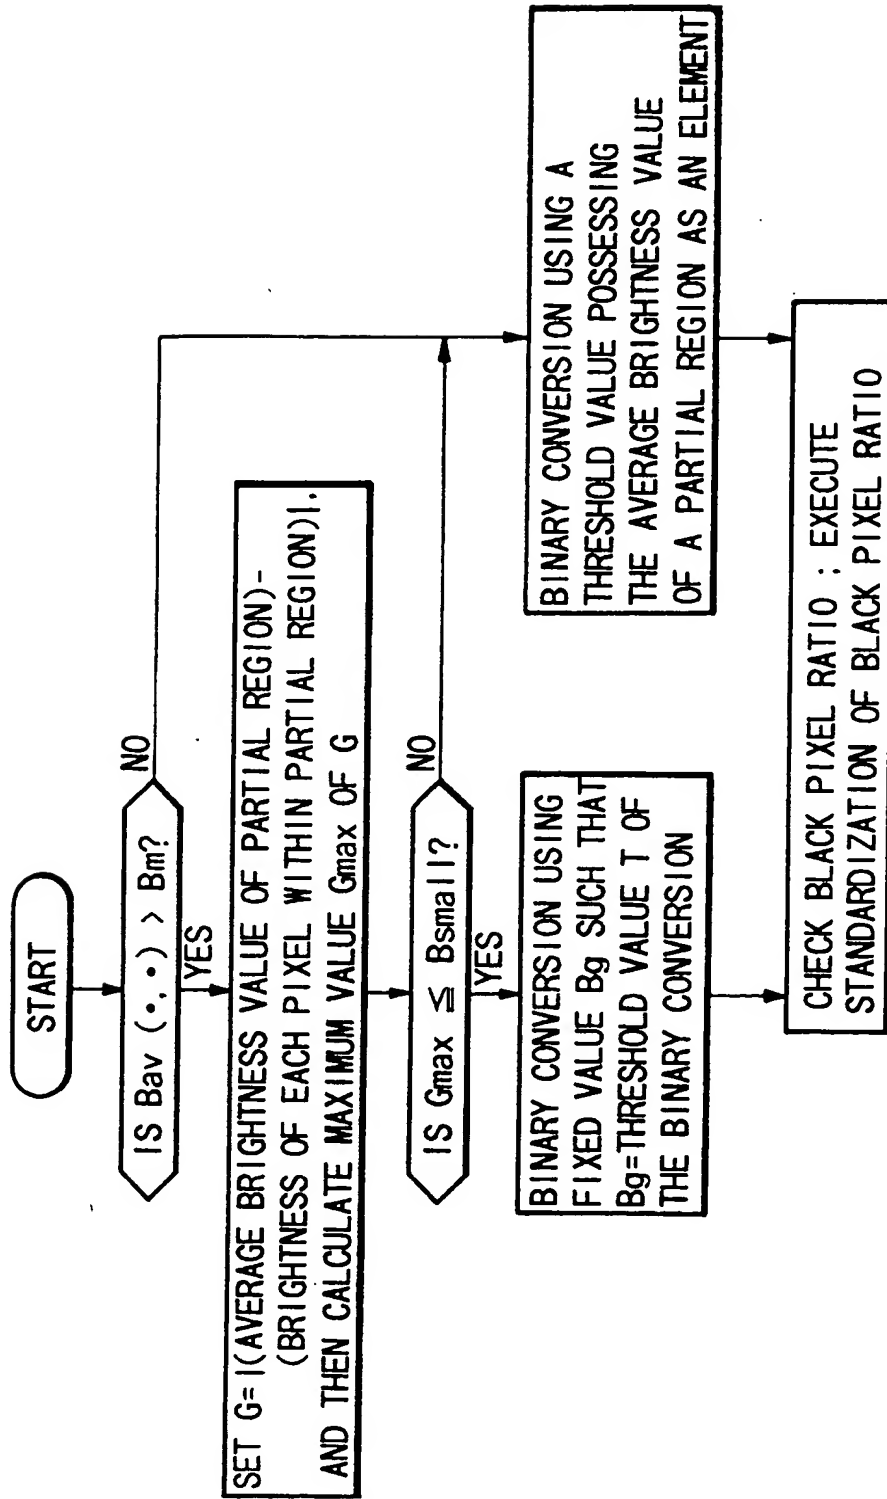 START
IS Bav (•,•) > Bm?
NO
YES
SET G=|(AVERAGE BRIGHTNESS VALUE OF PARTIAL REGION)-
(BRIGHTNESS OF EACH PIXEL WITHIN PARTIAL REGION)|.
AND THEN CALCULATE MAXIMUM VALUE Gmax OF G
IS Gmax ≦ Bsmall?
NO
YES
BINARY CONVERSION USING
FIXED VALUE Bg SUCH THAT
Bg=THRESHOLD VALUE T OF
THE BINARY CONVERSION
BINARY CONVERSION USING A
THRESHOLD VALUE POSSESSING
THE AVERAGE BRIGHTNESS VALUE
OF A PARTIAL REGION AS AN ELEMENT
CHECK BLACK PIXEL RATIO ; EXECUTE
STANDARDIZATION OF BLACK PIXEL RATIO